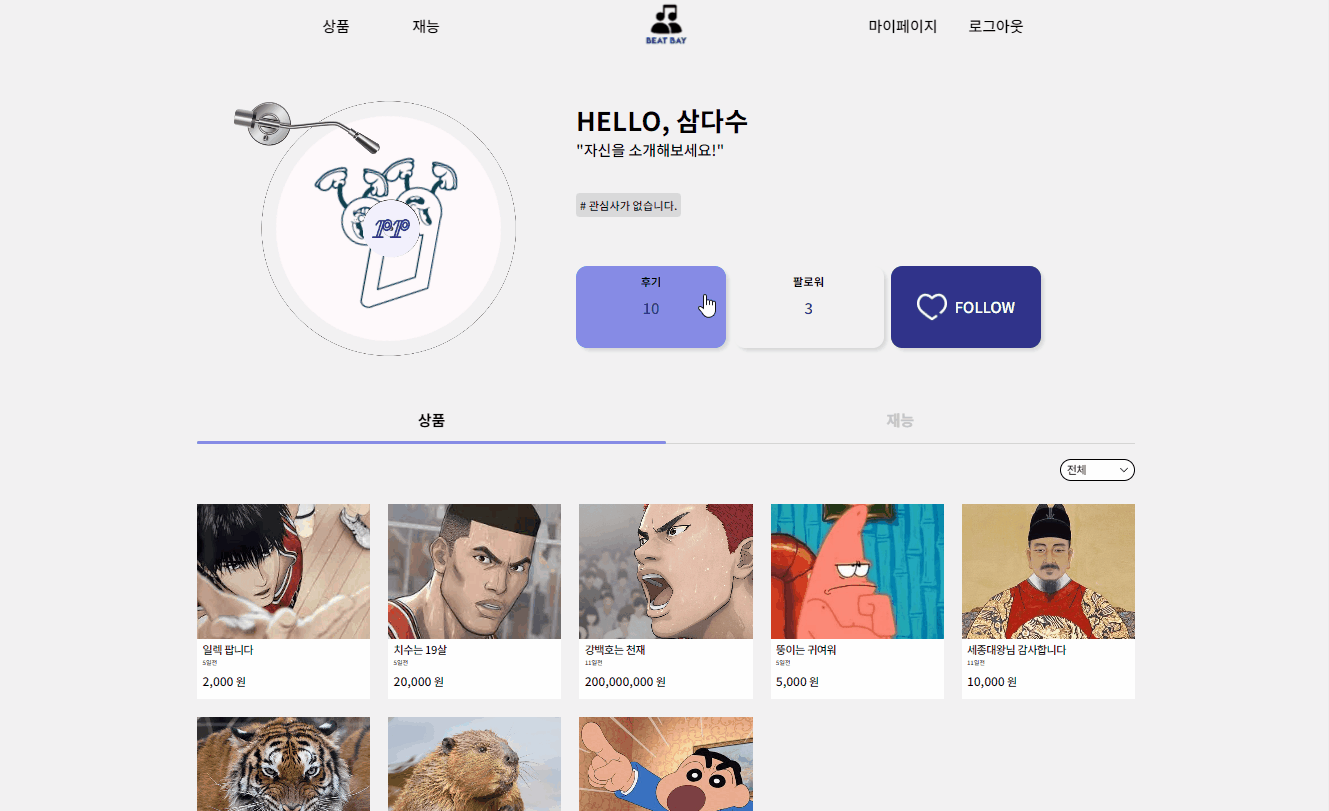 상품 재능 BEAT BAY 마이페이지 로그아웃
HELLO, 삼다수
"자신을 소개해보세요!"
# 관심사가 없습니다.
PP
후기 팔로워
10 3 FOLLOW
상품 재능
전체
일렉 팝니다 치수는 19살 강백호는 천재 뚱이는 귀여워 세종대왕님 감사합니다
5일전 5일전 11일전 5일전 11일전
2,000 원 20,000 원 200,000,000 원 5,000 원 10,000 원